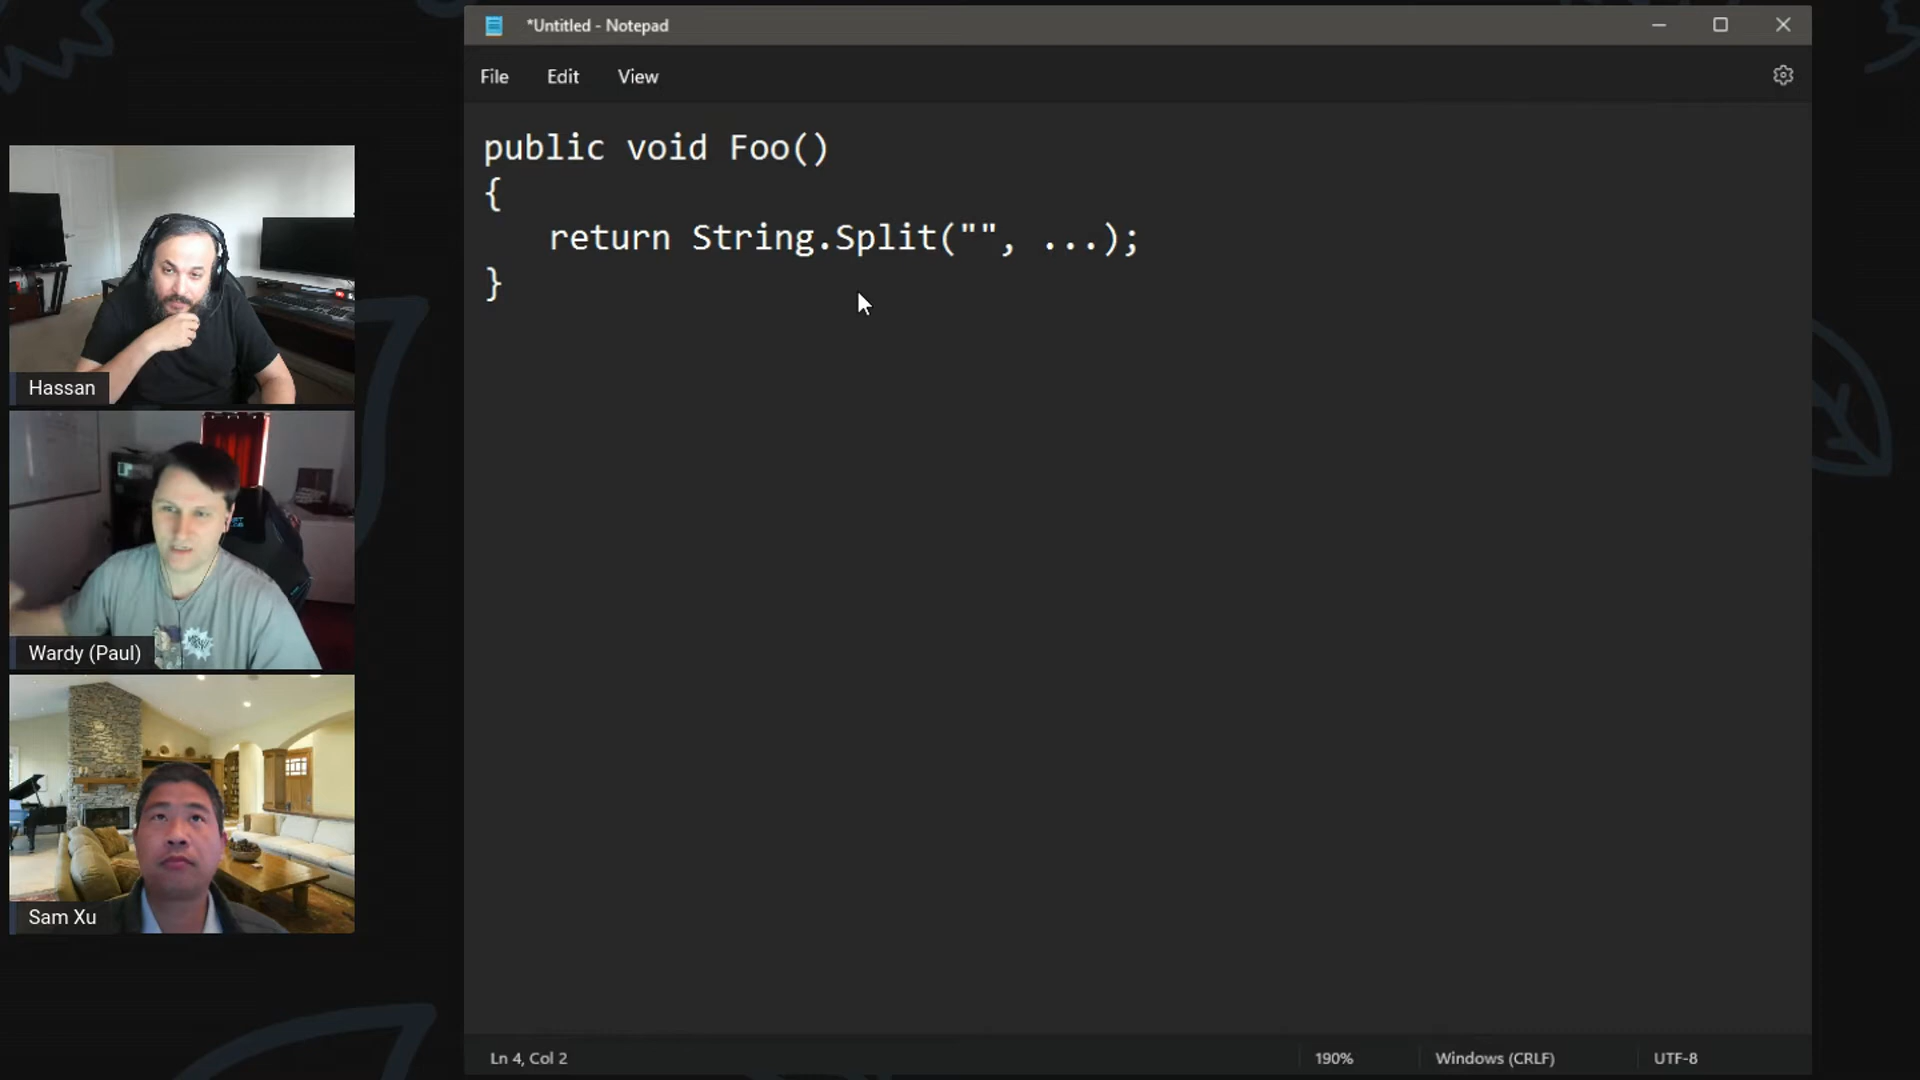 *Untitled - Notepad
File Edit View
public void Foo()
{
return String.Split("", ...);
}
Hassan
Wardy (Paul)
Sam Xu
Ln 4, Col 2
190%
Windows (CRLF)
UTF-8